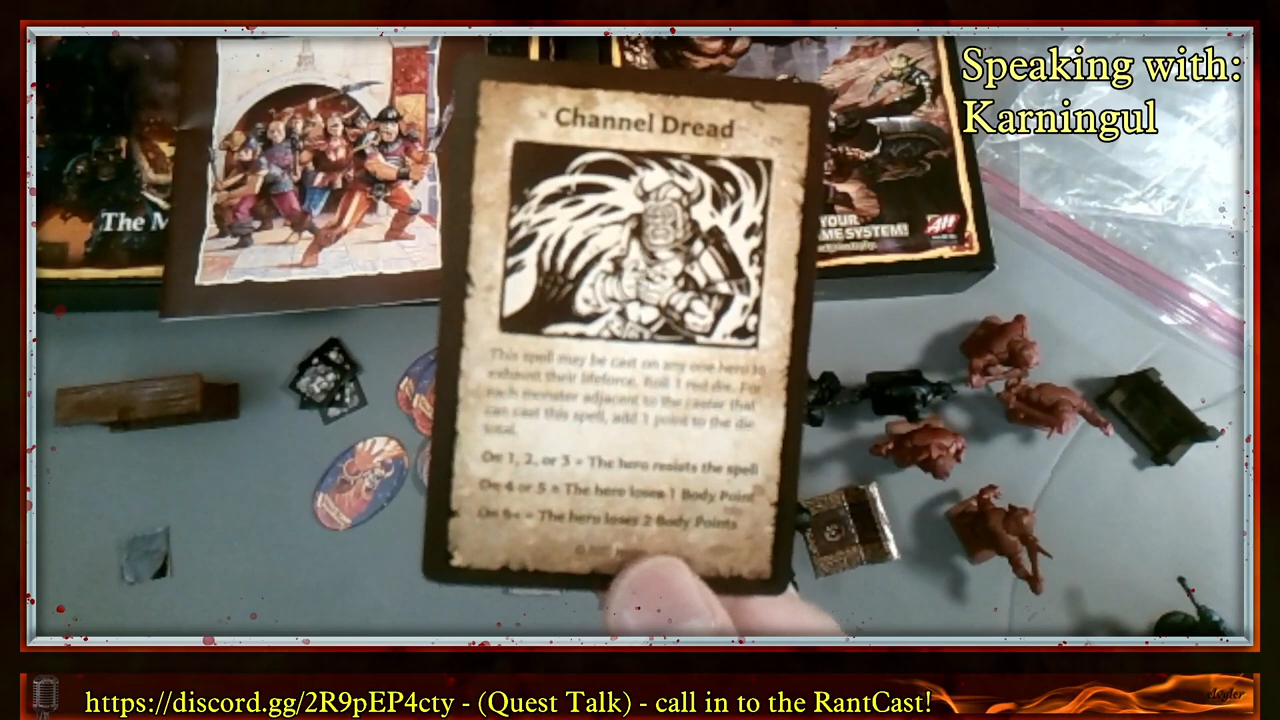 Speaking with:
Karningul
The M
YOUR
ME SYSTEM!
AH
Channel Dread
This spell may be cast on any one hero to
exhaust their lifeforce. Roll 1 red die. For
each monster adjacent to the caster that
can cast this spell, add 1 point to the die
total.
On 1, 2, or 3 = The hero resists the spell
On 4 or 5 = The hero loses 1 Body Point
On 6+ = The hero loses 2 Body Points
https://discord.gg/2R9pEP4cty - (Quest Talk) - call in to the RantCast!